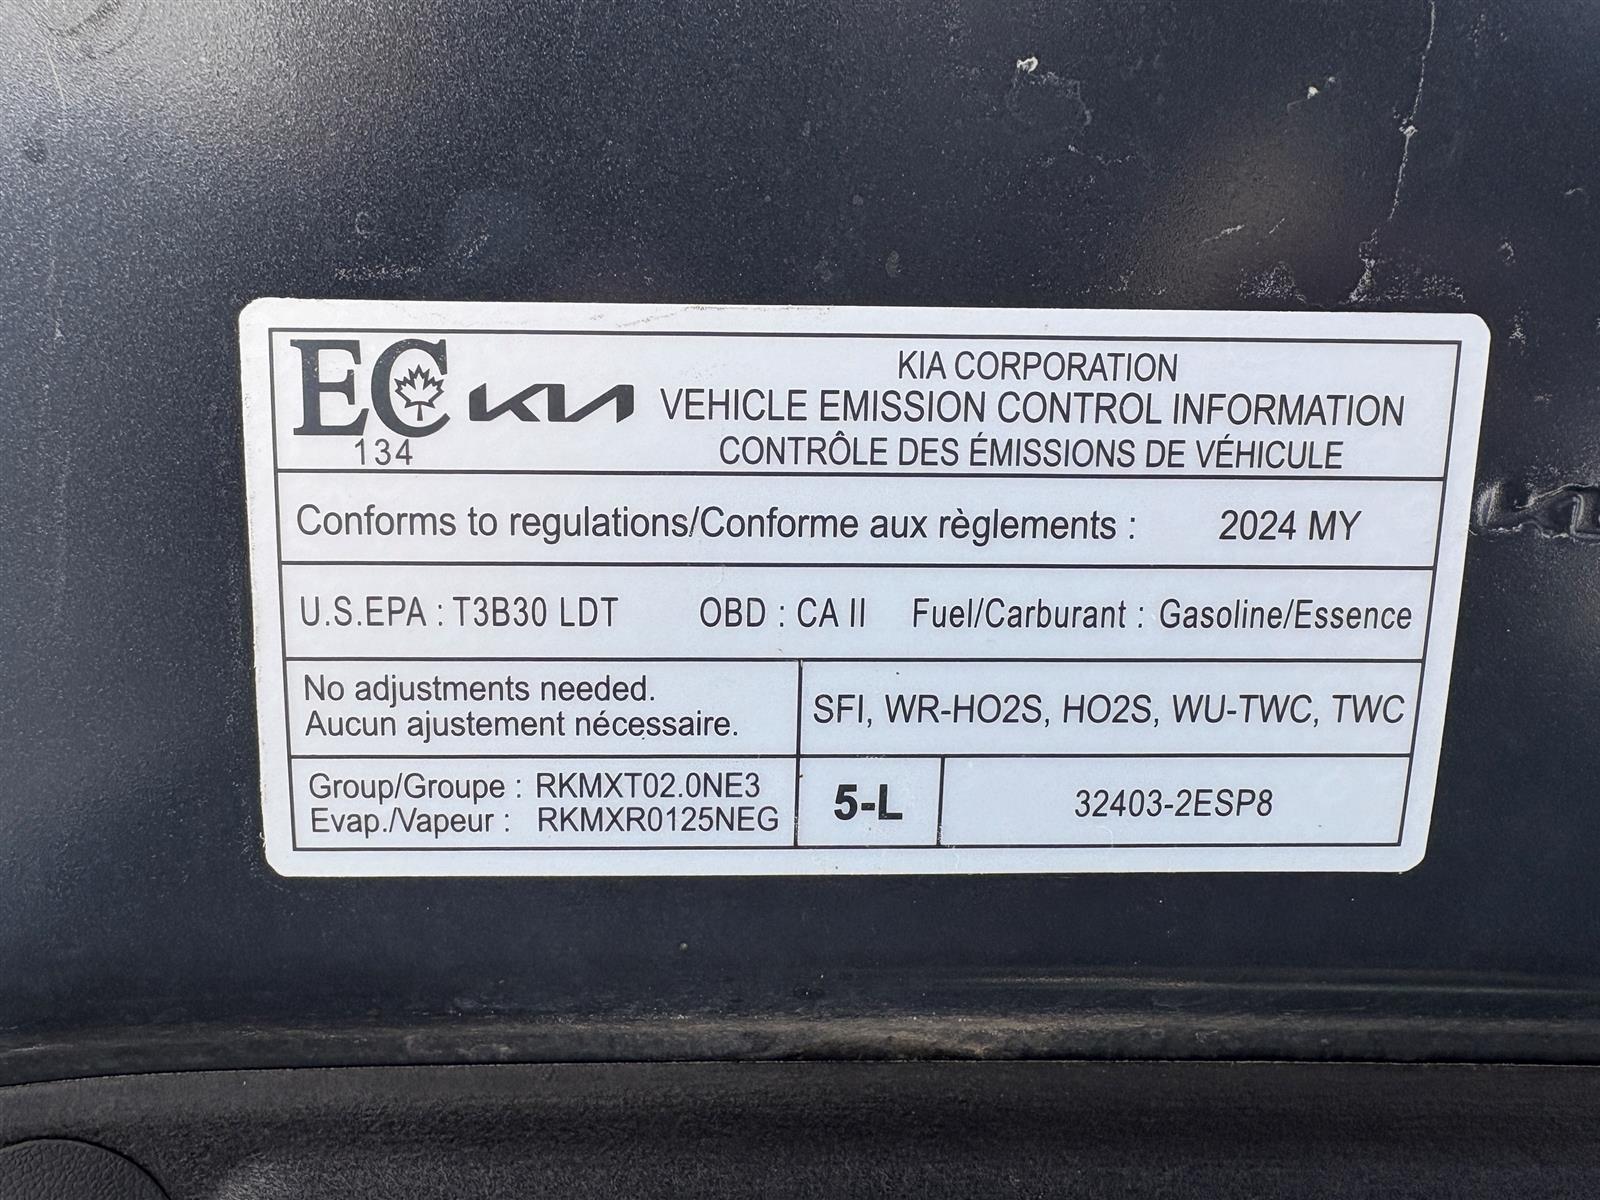 EC KIA
134
KIA CORPORATION
VEHICLE EMISSION CONTROL INFORMATION
CONTRÔLE DES ÉMISSIONS DE VÉHICULE
Conforms to regulations/Conforme aux règlements : 2024 MY
U.S.EPA : T3B30 LDT OBD : CA II Fuel/Carburant : Gasoline/Essence
No adjustments needed.
Aucun ajustement nécessaire.
SFI, WR-HO2S, HO2S, WU-TWC, TWC
Group/Groupe : RKMXT02.0NE3
Evap./Vapeur : RKMXR0125NEG
5-L
32403-2ESP8